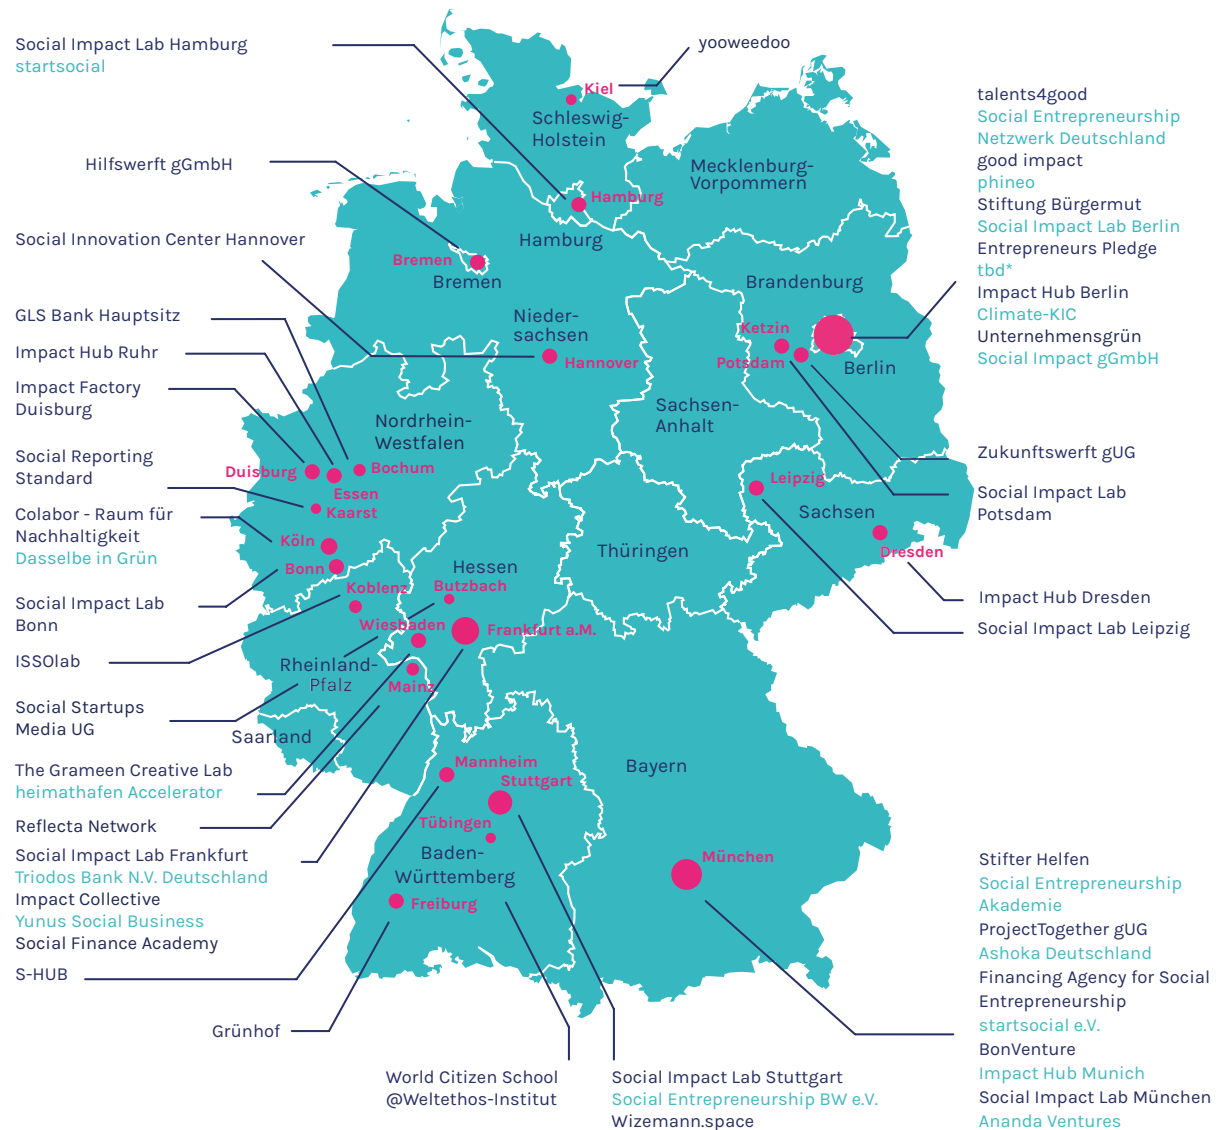 Social Impact Lab Hamburg
startsocial
yooweedoo
Kiel
Schleswig-
Holstein
talents4good
Social Entrepreneurship
Netzwerk Deutschland
good impact
phineo
Stiftung Bürgermut
Social Impact Lab Berlin
Entrepreneurs Pledge
tbd*
Impact Hub Berlin
Climate-KIC
Unternehmensgrün
Social Impact gGmbH
Hilfswerft gGmbH
Mecklenburg-
Vorpommern
Hamburg
Hamburg
Social Innovation Center Hannover
Bremen
Bremen
Brandenburg
GLS Bank Hauptsitz
Nieder-
sachsen
Ketzin
Impact Hub Ruhr
Hannover
Potsdam
Berlin
Impact Factory
Duisburg
Nordrhein-
Westfalen
Sachsen-
Anhalt
Social Reporting
Standard
Duisburg
Bochum
Essen
Kaarst
Leipzig
Zukunftswerft gUG
Social Impact Lab
Potsdam
Colabor - Raum für
Nachhaltigkeit
Dasselbe in Grün
Köln
Bonn
Sachsen
Dresden
Thüringen
Hessen
Butzbach
Koblenz
Social Impact Lab
Bonn
Wiesbaden
Frankfurt a.M.
Impact Hub Dresden
Social Impact Lab Leipzig
ISSOlab
Rheinland-
Pfalz
Mainz
Social Startups
Media UG
Saarland
The Grameen Creative Lab
heimathafen Accelerator
Mannheim
Stuttgart
Bayern
Reflecta Network
Tübingen
Social Impact Lab Frankfurt
Triodos Bank N.V. Deutschland
Impact Collective
Yunus Social Business
Social Finance Academy
Baden-
Württemberg
München
Freiburg
S-HUB
Grünhof
Stifter Helfen
Social Entrepreneurship
Akademie
ProjectTogether gUG
Ashoka Deutschland
Financing Agency for Social
Entrepreneurship
startsocial e.V.
BonVenture
Impact Hub Munich
Social Impact Lab München
Ananda Ventures
World Citizen School
@Weltethos-Institut
Social Impact Lab Stuttgart
Social Entrepreneurship BW e.V.
Wizemann.space